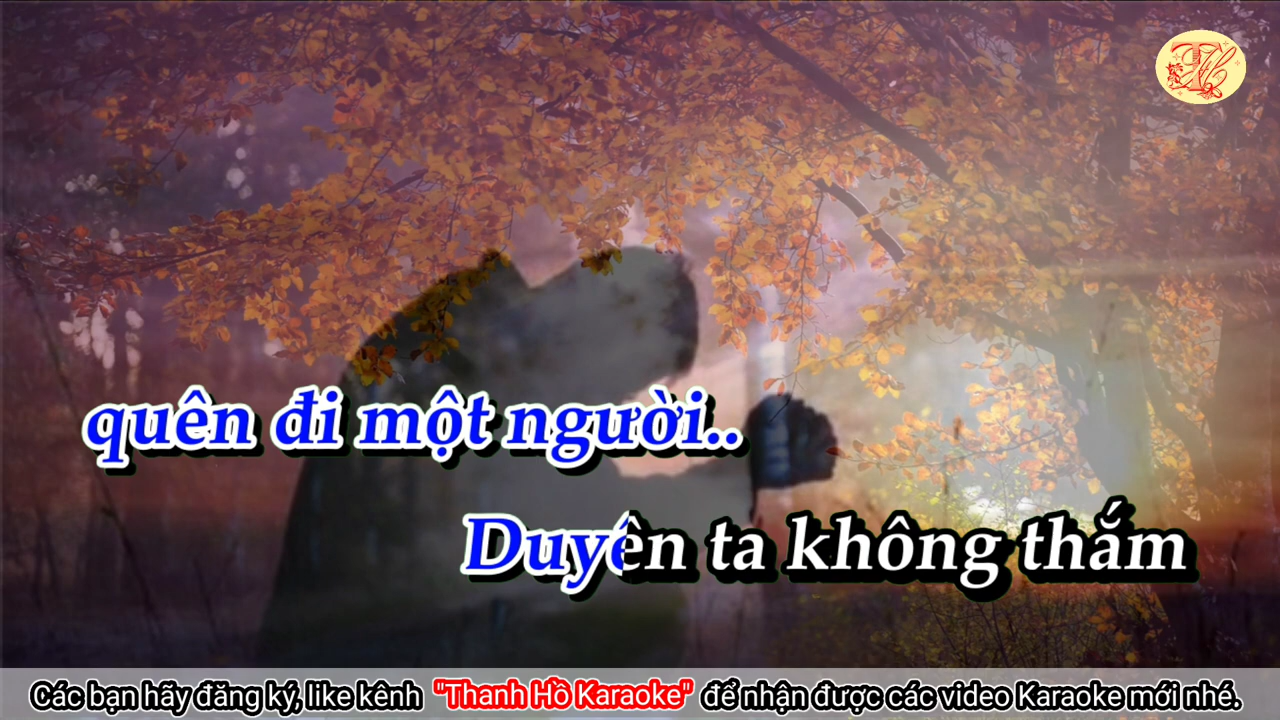 quên đi một người..
Duyên ta không thắm
Các bạn hãy đăng ký, like kênh "Thanh Hồ Karaoke" để nhận được các video Karaoke mới nhé.